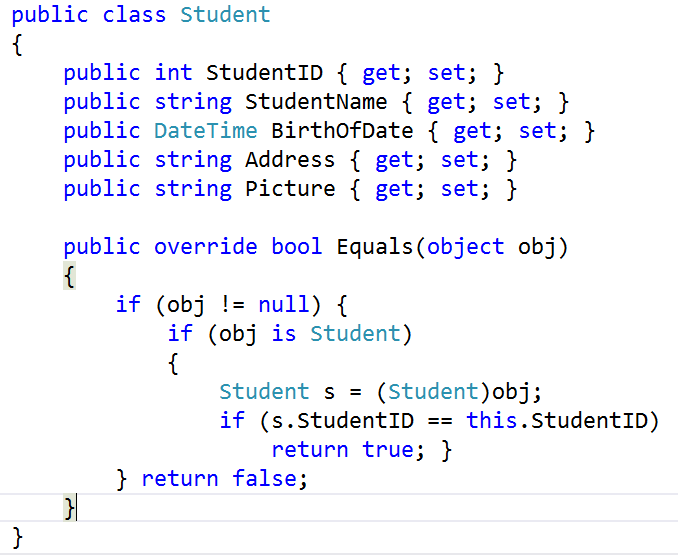 public class Student
{
    public int StudentID { get; set; }
    public string StudentName { get; set; }
    public DateTime BirthOfDate { get; set; }
    public string Address { get; set; }
    public string Picture { get; set; }

    public override bool Equals(object obj)
    {
        if (obj != null) {
            if (obj is Student)
            {
                Student s = (Student)obj;
                if (s.StudentID == this.StudentID)
                    return true; }
        } return false;
    }
}